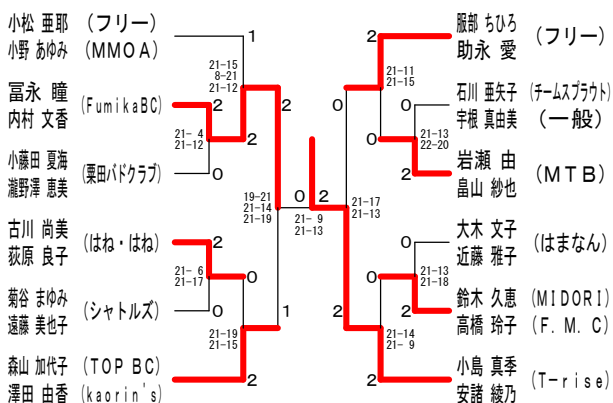 小松 亜耶 (フリー)
小野 あゆみ (MMOA)
冨永 瞳
内村 文香
(FumikaBC)
小藤田 夏海
瀧野澤 恵美
(粟田バドクラブ)
古川 尚美
荻原 良子
(はね・はね)
菊谷 まゆみ
遠藤 美也子
(シャトルズ)
森山 加代子 (TOP BC)
澤田 由香 (kaorin's)
1
21-15
8-21
21-12
2
2
21- 4
21-12
2
0
19-21
21-14
21-19
2
21- 6
21-17
0
0
21-19
21-15
1
2
0
2
21- 9
21-13
2
21-11
21-15
0
0
0
21-13
22-20
2
21-17
21-13
0
21-13
21-18
0
2
2
21-14
21- 9
2
服部 ちひろ
助永 愛
(フリー)
石川 亜矢子 (チームスプラウト)
宇根 真由美 (一般)
岩瀬 由
畠山 紗也
(MTB)
大木 文子
近藤 雅子
(はまなん)
鈴木 久恵 (MIDORI)
高橋 玲子 (F.M.C)
小島 真季
安諸 綾乃
(T-rise)